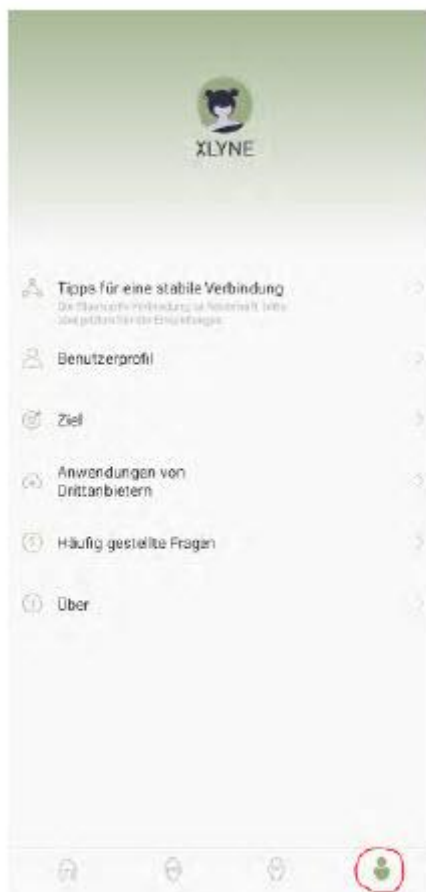 XLYNE
Tipps für eine stabile Verbindung
Benutzerprofil
Ziel
Anwendungen von
Drittanbietern
Häufig gestellte Fragen
Über